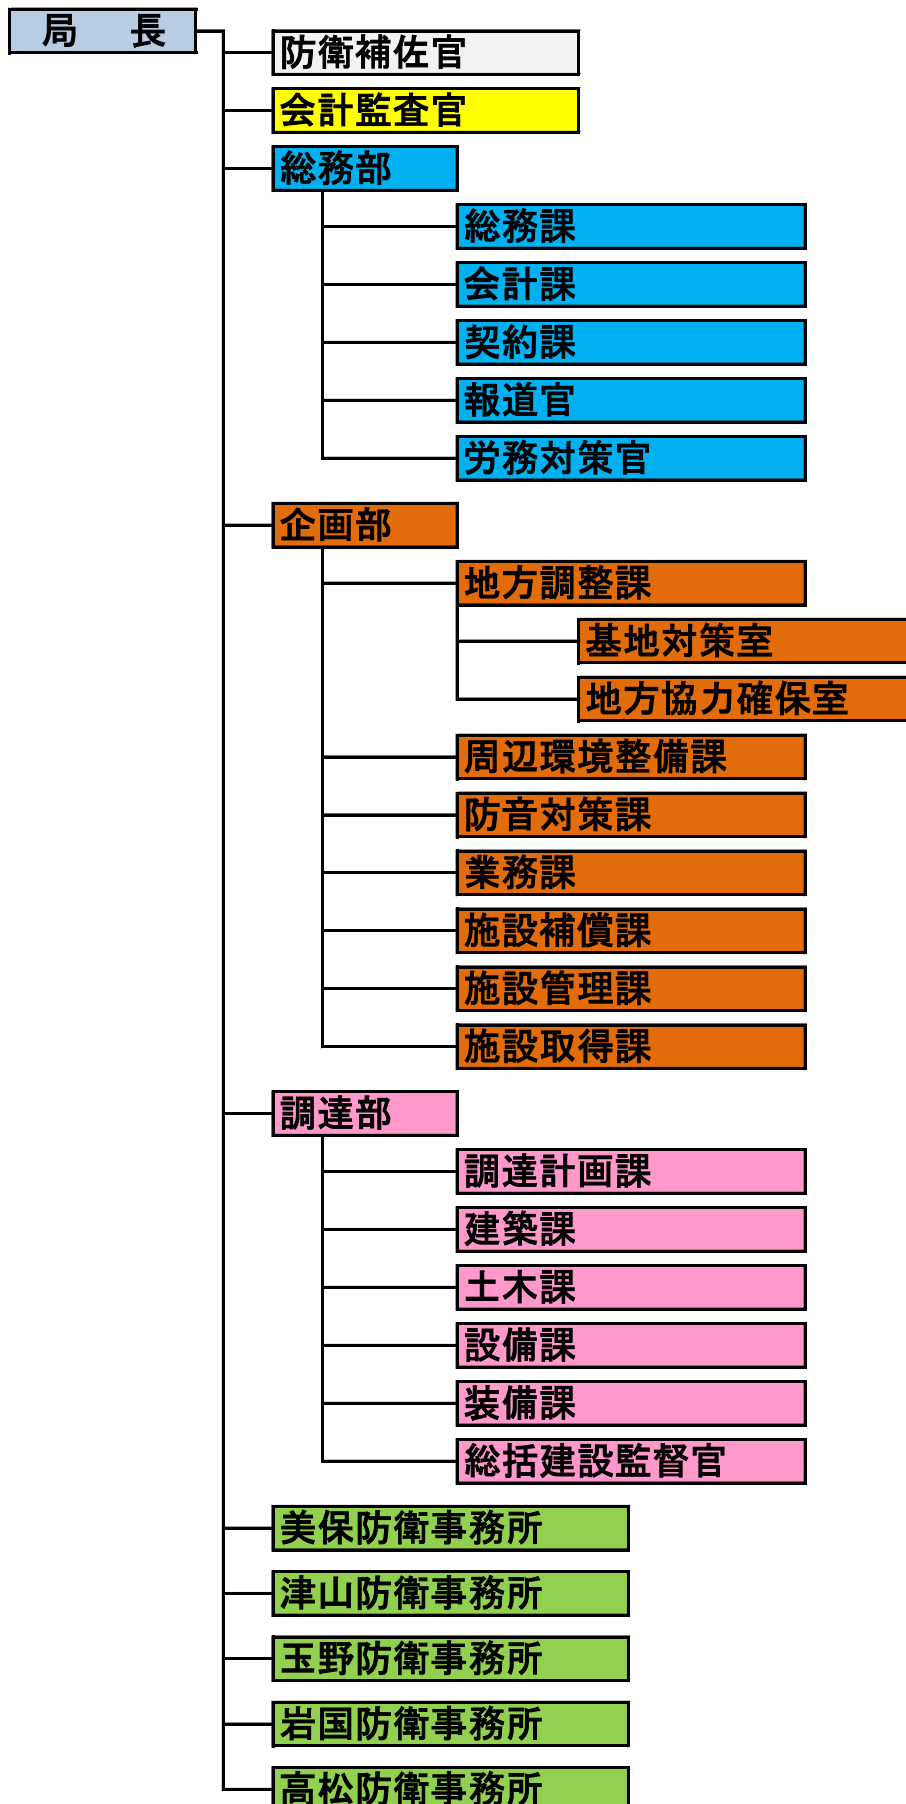 局　長
防衛補佐官
会計監査官
総務部
総務課
会計課
契約課
報道官
労務対策官
企画部
地方調整課
基地対策室
地方協力確保室
周辺環境整備課
防音対策課
業務課
施設補償課
施設管理課
施設取得課
調達部
調達計画課
建築課
土木課
設備課
装備課
総括建設監督官
美保防衛事務所
津山防衛事務所
玉野防衛事務所
岩国防衛事務所
高松防衛事務所